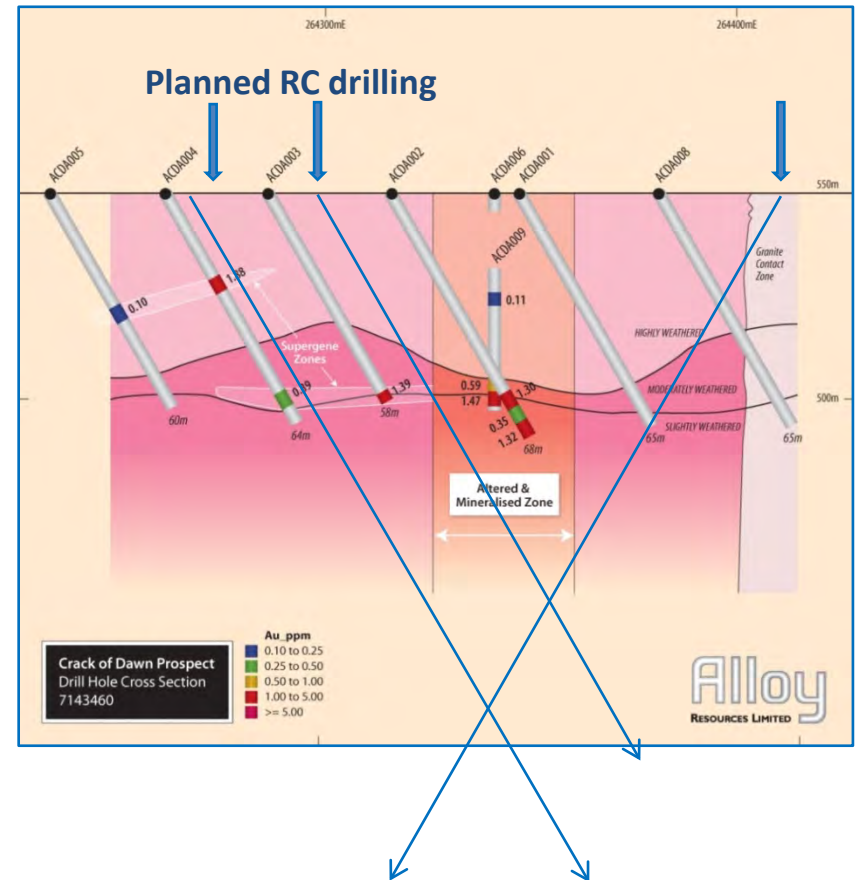 264300mE
264400mE
Planned RC drilling
ACDA005
ACDA004
ACDA003
ACDA002
ACDA006
ACDA001
ACDA008
550m
ACDA009
Granite
Contact
Zone
0.10
1.38
0.11
HIGHLY WEATHERED
Supergene
Zones
0.39
1.39
0.59
1.47
1.30
MODERATELY WEATHERED
500m
0.35
1.32
SLIGHTLY WEATHERED
60m
64m
58m
68m
65m
65m
Altered &
Mineralised Zone
Crack of Dawn Prospect
Drill Hole Cross Section
7143460
Au_ppm
0.10 to 0.25
0.25 to 0.50
0.50 to 1.00
1.00 to 5.00
>= 5.00
Alloy
RESOURCES LIMITED